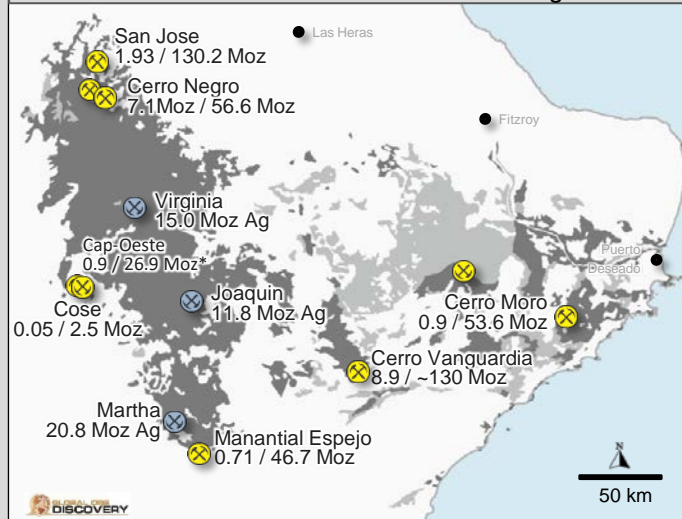 San Jose
1.93 / 130.2 Moz
Las Heras
Cerro Negro
7.1Moz / 56.6 Moz
Fitzroy
Virginia
15.0 Moz Ag
Cap-Oeste
0.9 / 26.9 Moz*
Puerto
Deseado
Cose
0.05 / 2.5 Moz
Joaquin
11.8 Moz Ag
Cerro Moro
0.9 / 53.6 Moz
Cerro Vanguardia
8.9 / ~130 Moz
Martha
20.8 Moz Ag
Manantial Espejo
0.71 / 46.7 Moz
N
50 km
GLOBAL ORE
DISCOVERY